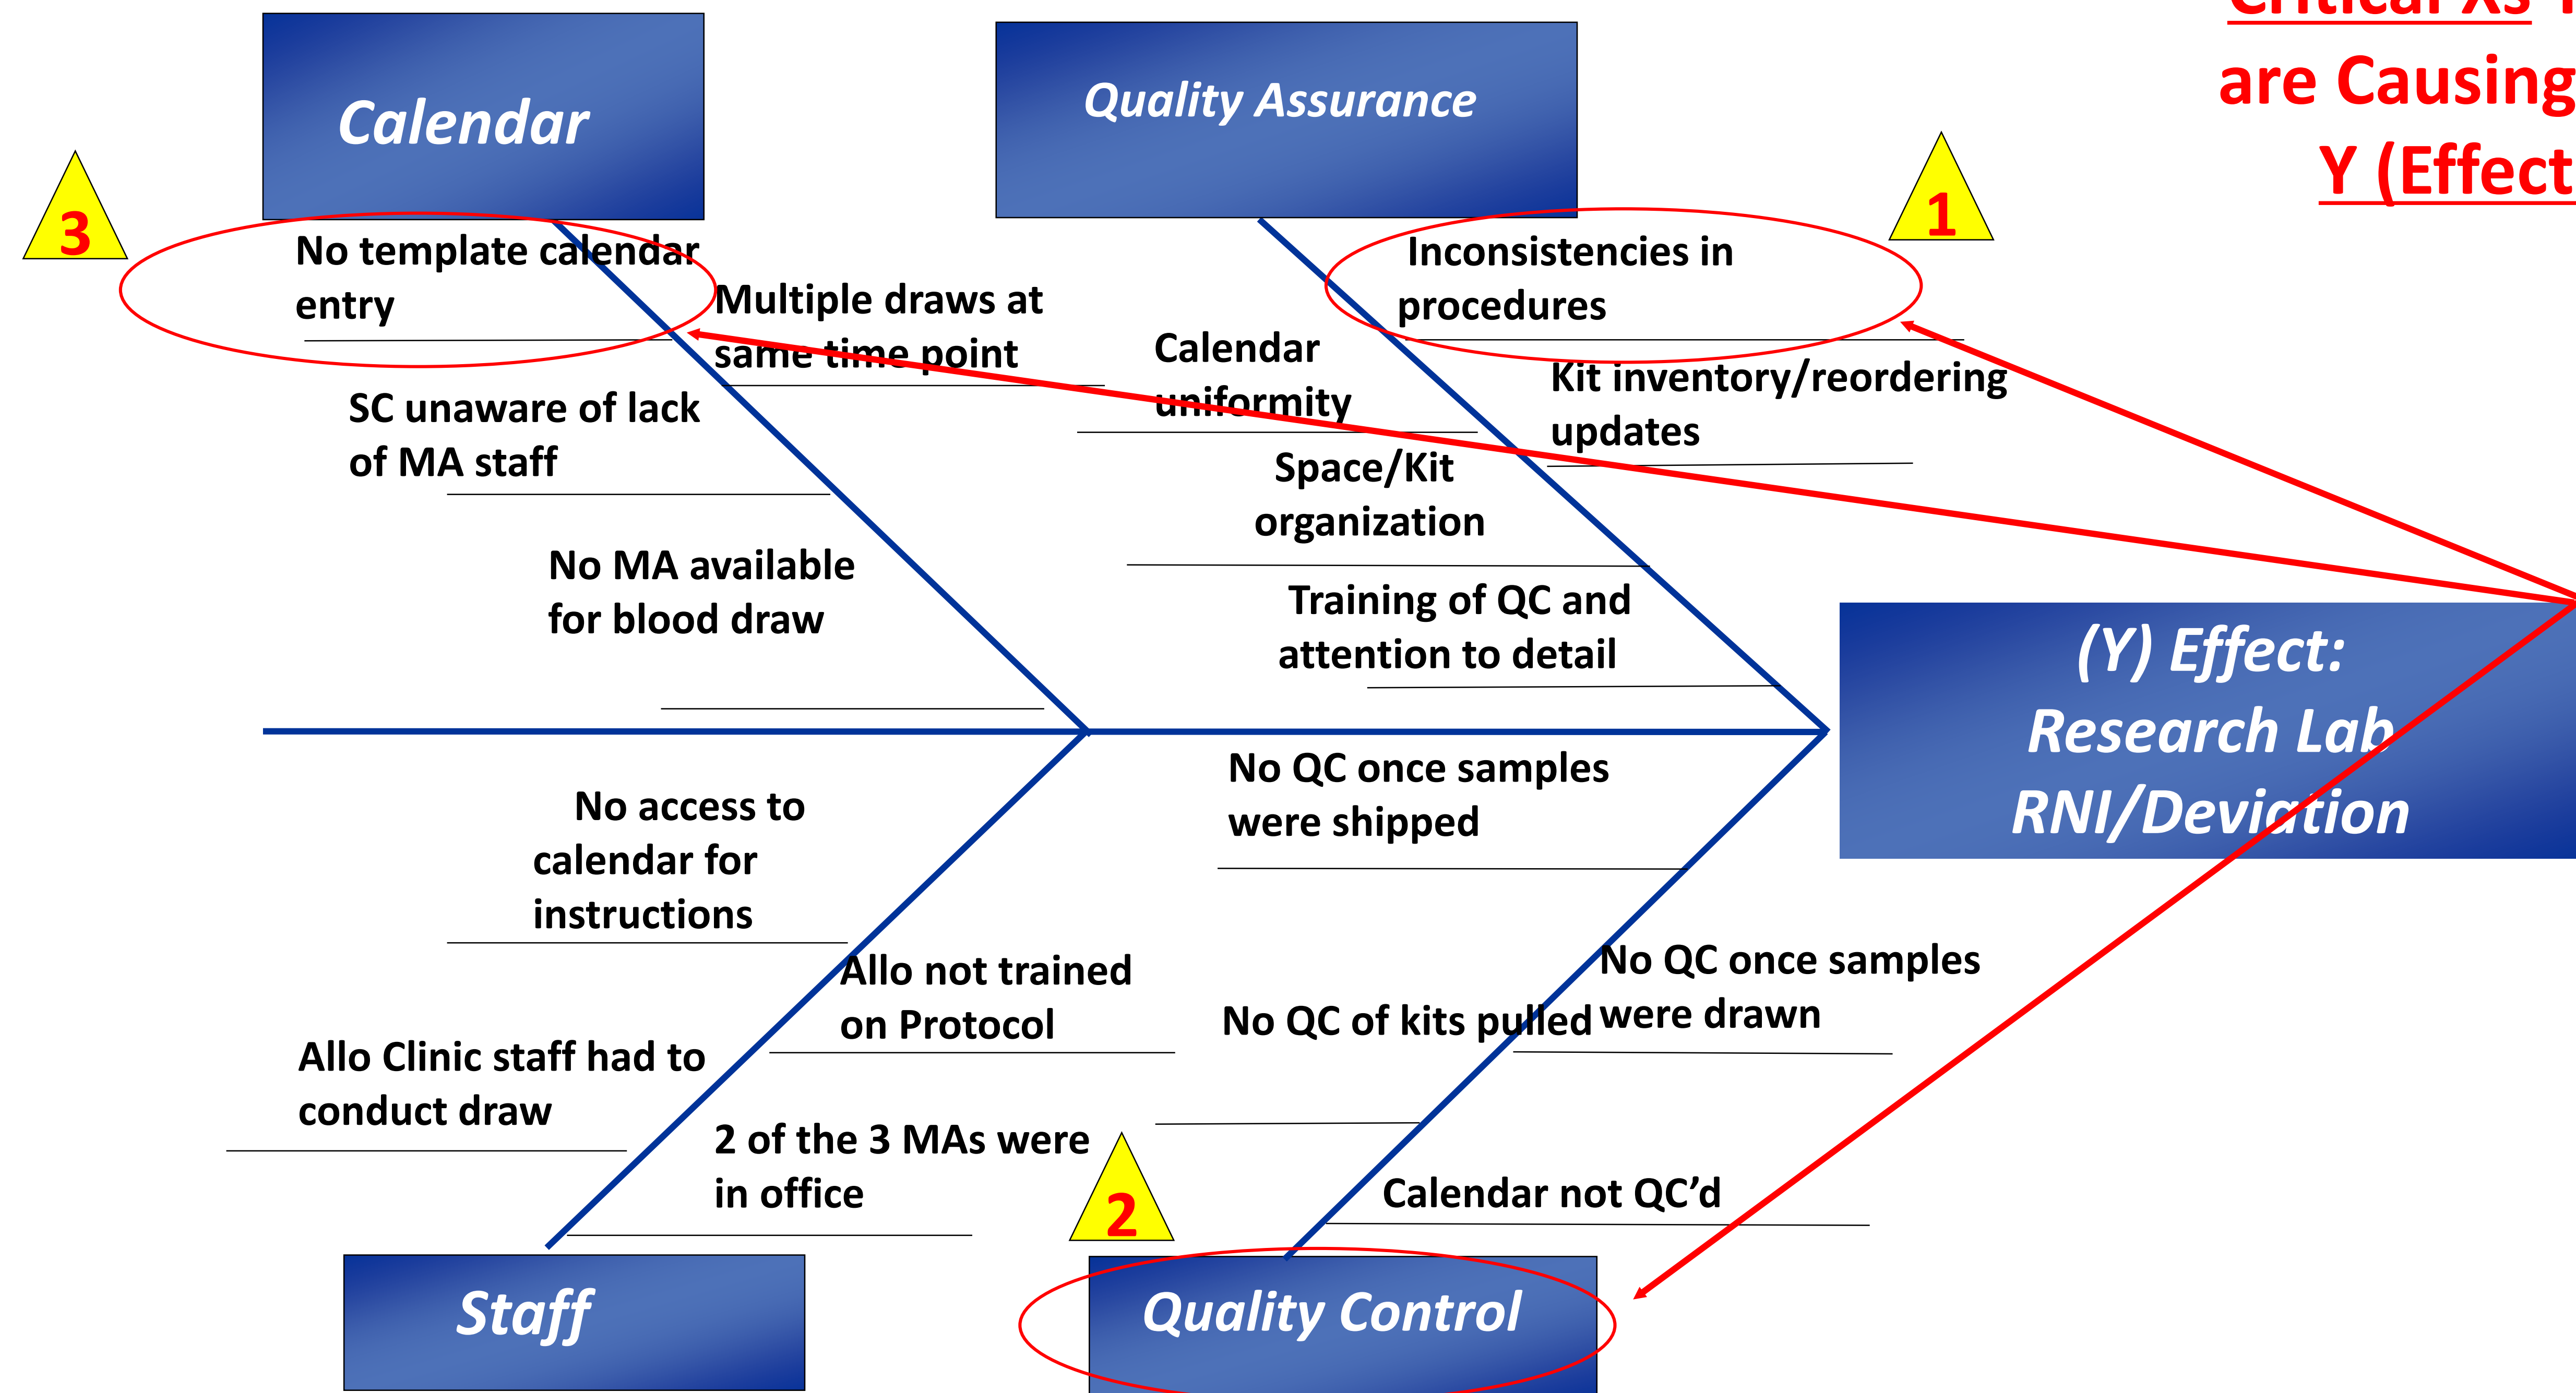 Critical Xs
are Causing
Y (Effect
Calendar
Quality Assurance
3
1
No template calendar
entry
Multiple draws at
same time point
SC unaware of lack
of MA staff
No MA available
for blood draw
Inconsistencies in
procedures
Calendar
uniformity
Kit inventory/reordering
updates
Space/Kit
organization
Training of QC and
attention to detail
(Y) Effect:
Research Lab
RNI/Deviation
No access to
calendar for
instructions
Allo not trained
on Protocol
Allo Clinic staff had to
conduct draw
2 of the 3 MAs were
in office
No QC once samples
were shipped
No QC once samples
were drawn
No QC of kits pulled
Calendar not QC’d
2
Staff
Quality Control